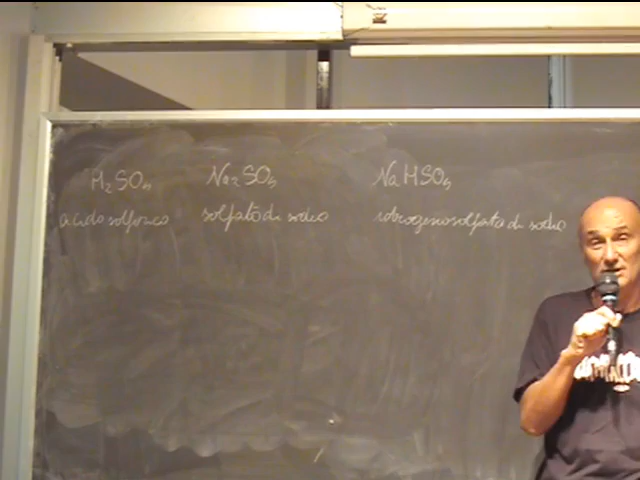 H₂SO₄ Na₂SO₄ NaHSO₄
acido solforico solfato di sodio idrogenosolfato di sodio